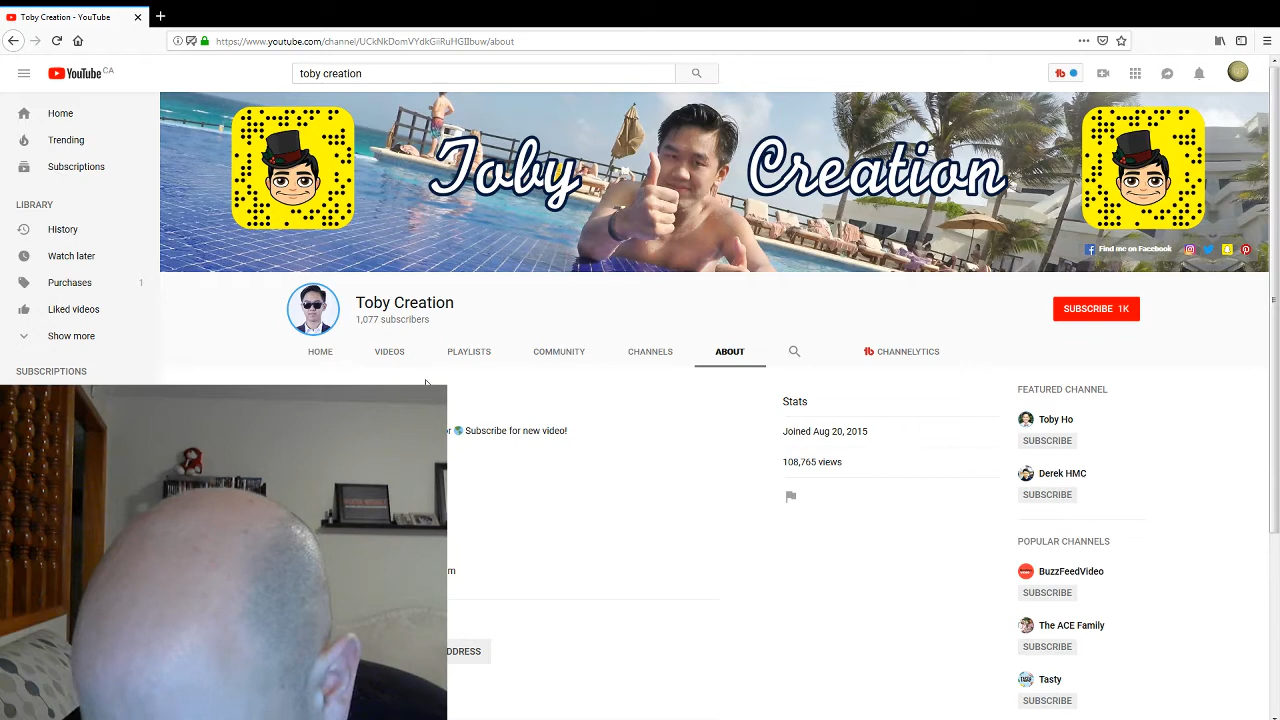 Toby Creation - YouTube
https://www.youtube.com/channel/UCkNkDomVYdkGiiRuHGIIbuw/about
YouTube CA
toby creation
Home
Trending
Subscriptions
LIBRARY
History
Watch later
Purchases 1
Liked videos
Show more
SUBSCRIPTIONS
Toby Creation
Find me on Facebook
Toby Creation
1,077 subscribers
SUBSCRIBE 1K
HOME VIDEOS PLAYLISTS COMMUNITY CHANNELS ABOUT CHANNELYTICS
Subscribe for new video!
Stats
Joined Aug 20, 2015
108,765 views
FEATURED CHANNEL
Toby Ho
SUBSCRIBE
Derek HMC
SUBSCRIBE
POPULAR CHANNELS
BuzzFeedVideo
SUBSCRIBE
The ACE Family
SUBSCRIBE
Tasty
SUBSCRIBE